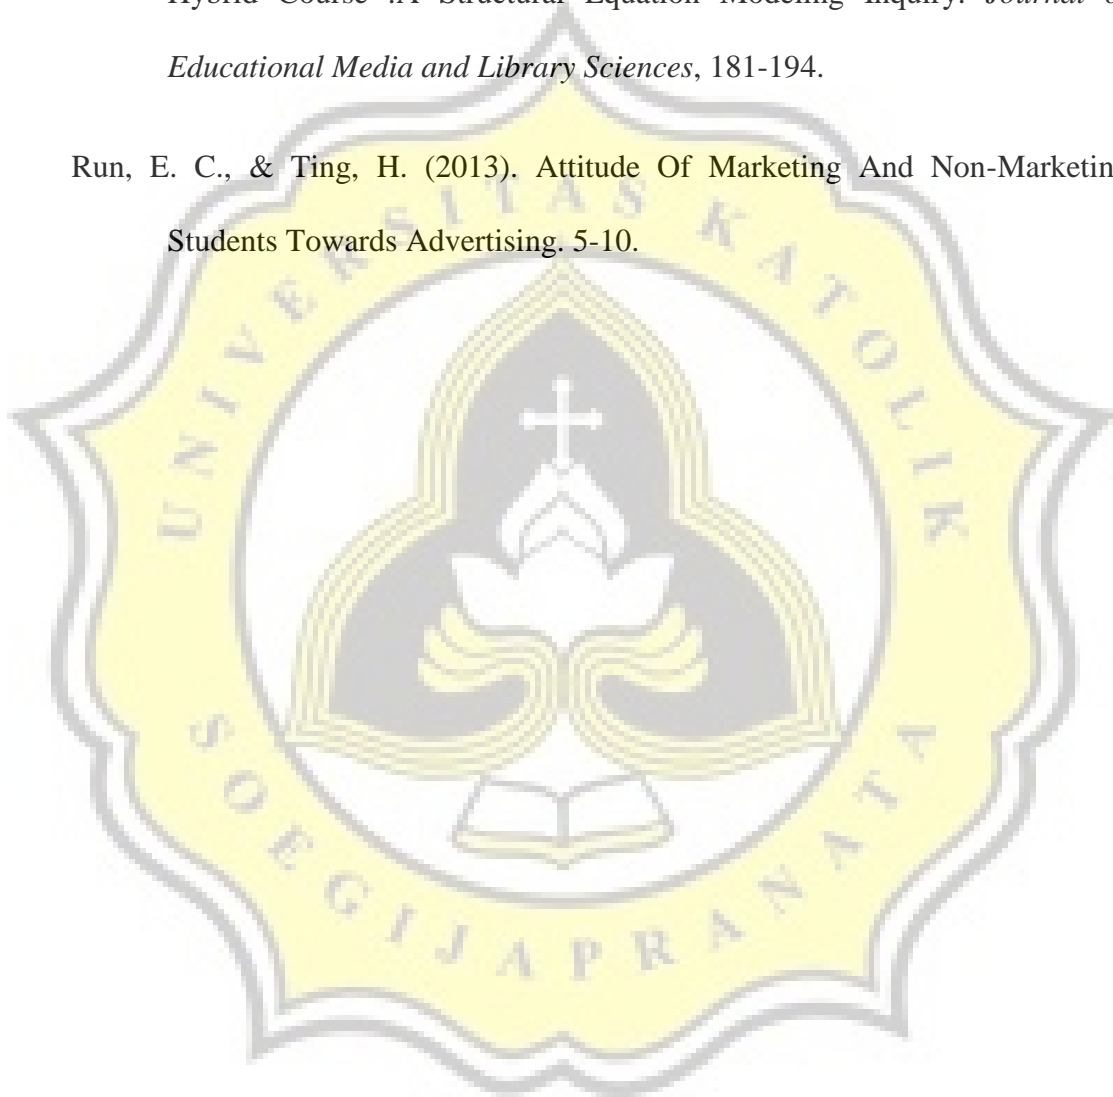 Hybrid Course :A Structural Equation Modeling Inquiry. Journal o
Educational Media and Library Sciences, 181-194.
Run, E. C., & Ting, H. (2013). Attitude Of Marketing And Non-Marketin
Students Towards Advertising. 5-10.
UNIVERSITAS KATOLIK
SOEGIJAPRANATA